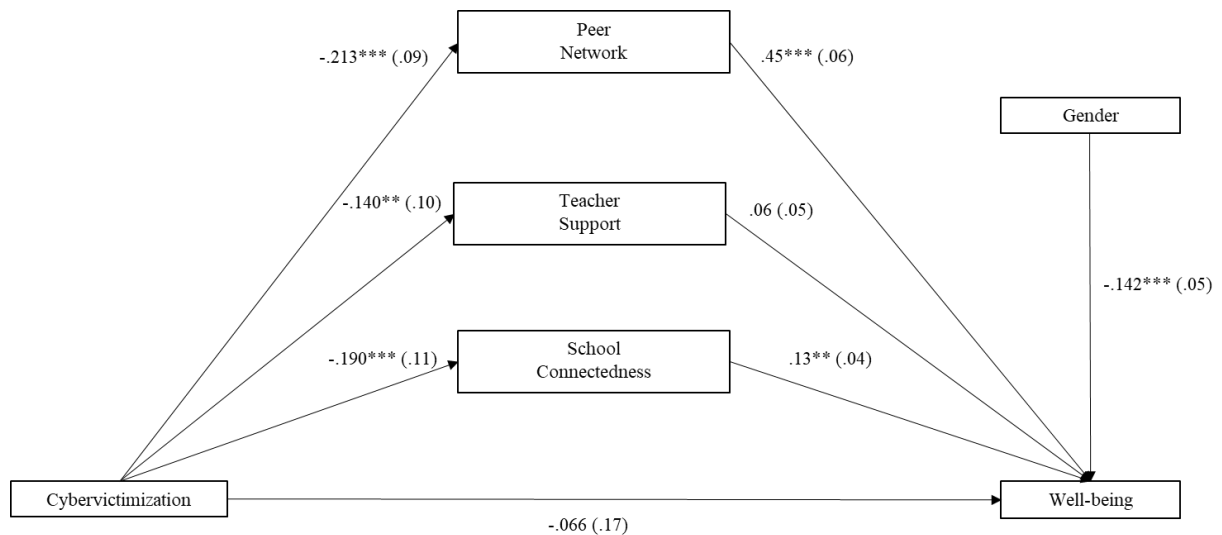 Peer
Network
-.213*** (.09)
.45*** (.06)
Gender
Teacher
Support
-.140** (.10)
.06 (.05)
-.142*** (.05)
School
Connectedness
-.190*** (.11)
.13** (.04)
Cybervictimization
Well-being
-.066 (.17)